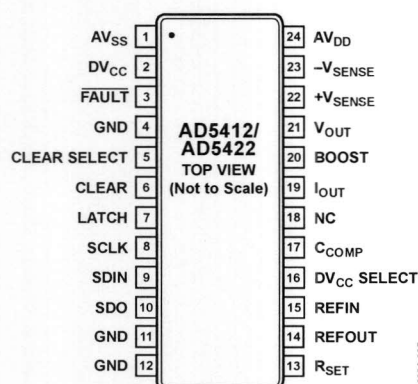 AVSS 1
DVCC 2
FAULT 3
GND 4
CLEAR SELECT 5
CLEAR 6
LATCH 7
SCLK 8
SDIN 9
SDO 10
GND 11
GND 12
AD5412/
AD5422
TOP VIEW
(Not to Scale)
24 AVDD
23 –VSENSE
22 +VSENSE
21 VOUT
20 BOOST
19 IOUT
18 NC
17 CCOMP
16 DVCC SELECT
15 REFIN
14 REFOUT
13 RSET